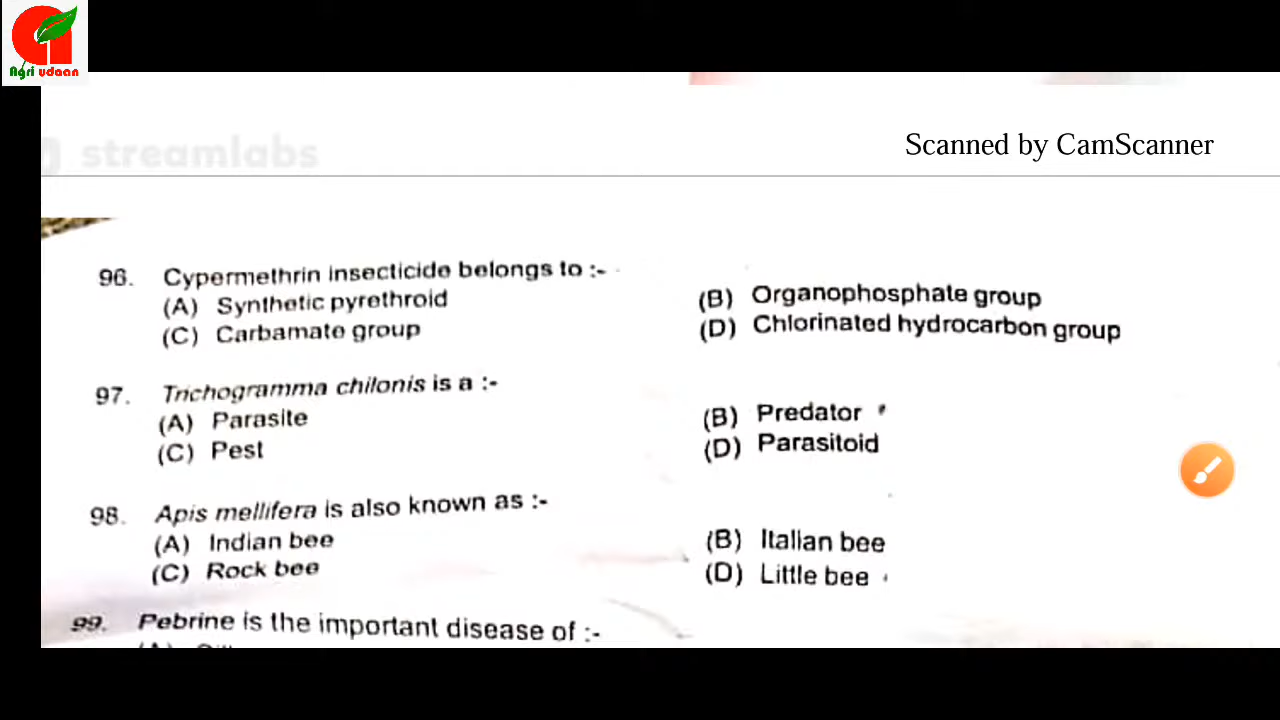 Agri udaan
streamlabs
Scanned by CamScanner
96. Cypermethrin insecticide belongs to :-
(A) Synthetic pyrethroid (B) Organophosphate group
(C) Carbamate group (D) Chlorinated hydrocarbon group
97. Trichogramma chilonis is a :-
(A) Parasite (B) Predator
(C) Pest (D) Parasitoid
98. Apis mellifera is also known as :-
(A) Indian bee (B) Italian bee
(C) Rock bee (D) Little bee
99. Pebrine is the important disease of :-